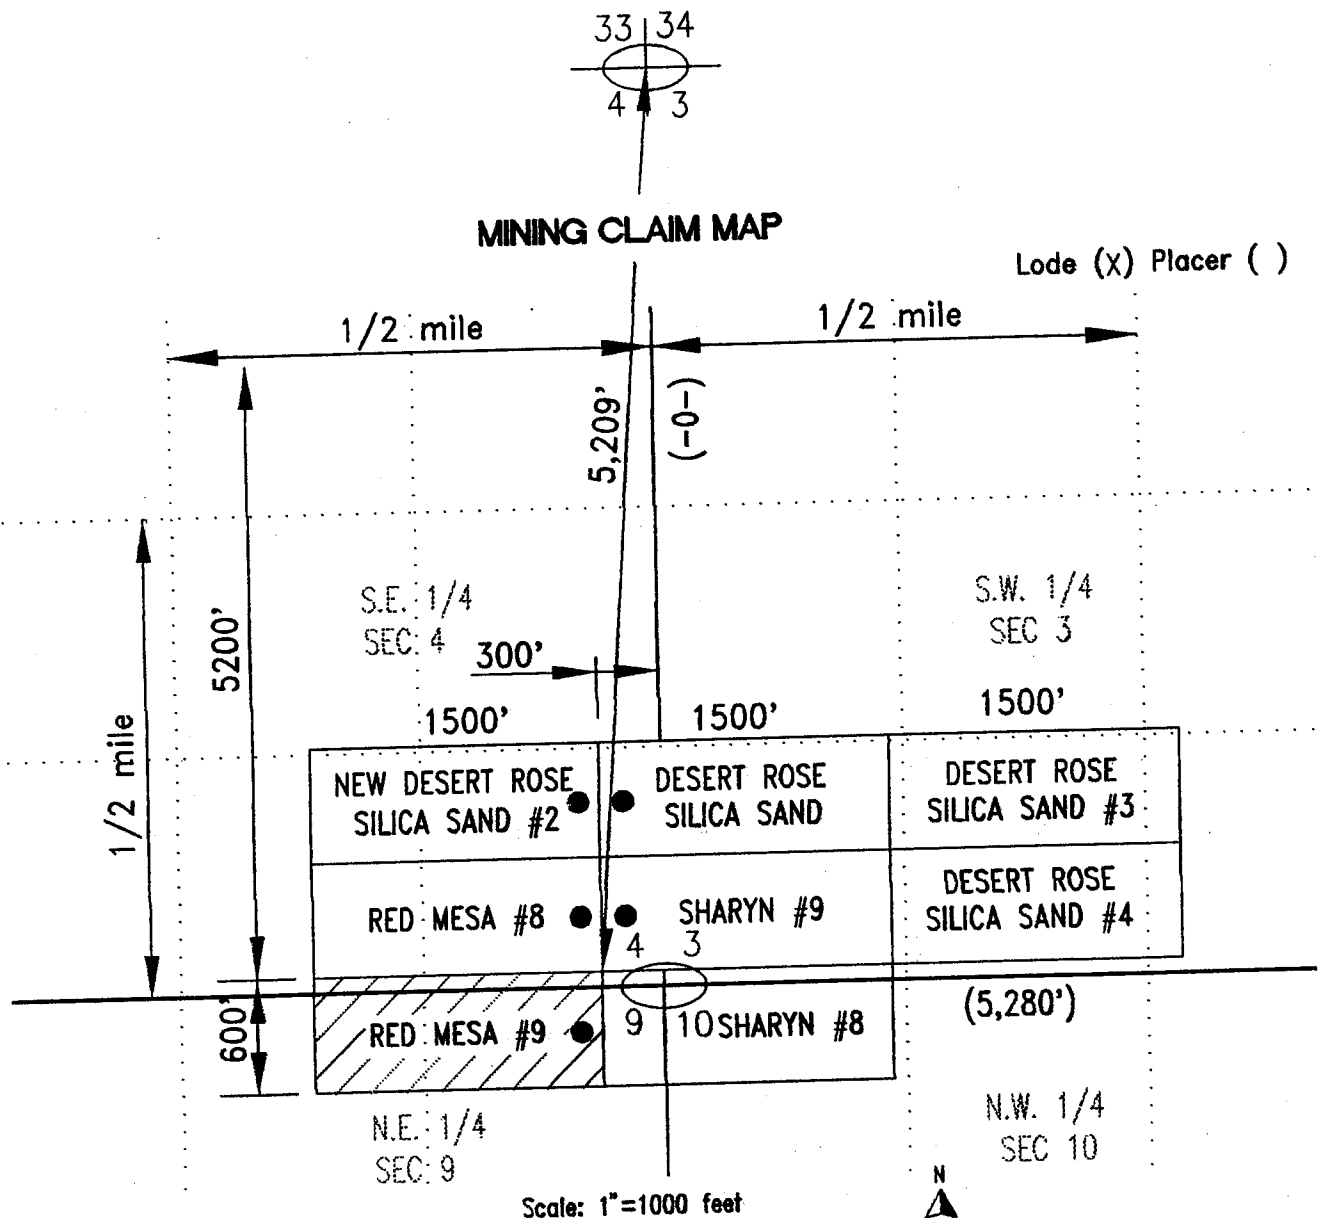 33 34
4 3
MINING CLAIM MAP
Lode (X) Placer ( )
1/2 mile
1/2 mile
5,209'
(-0-)
5200'
1/2 mile
S.E. 1/4
SEC. 4
S.W. 1/4
SEC 3
300'
1500'
1500'
1500'
NEW DESERT ROSE
SILICA SAND #2
DESERT ROSE
SILICA SAND
DESERT ROSE
SILICA SAND #3
RED MESA #8
SHARYN #9
DESERT ROSE
SILICA SAND #4
4 3
600'
RED MESA #9
9 10
SHARYN #8
(5,280')
N.E. 1/4
SEC. 9
N.W. 1/4
SEC 10
Scale: 1"=1000 feet
N